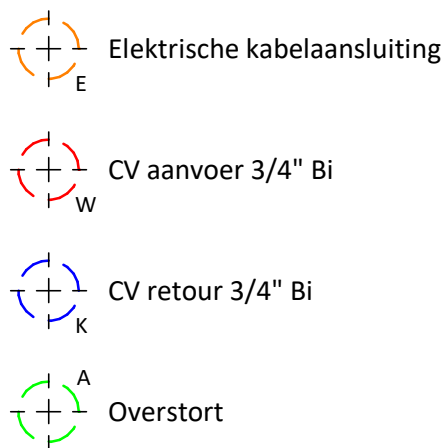 Elektrische kabelaansluiting
E
CV aanvoer 3/4" Bi
W
CV retour 3/4" Bi
K
A
Overstort